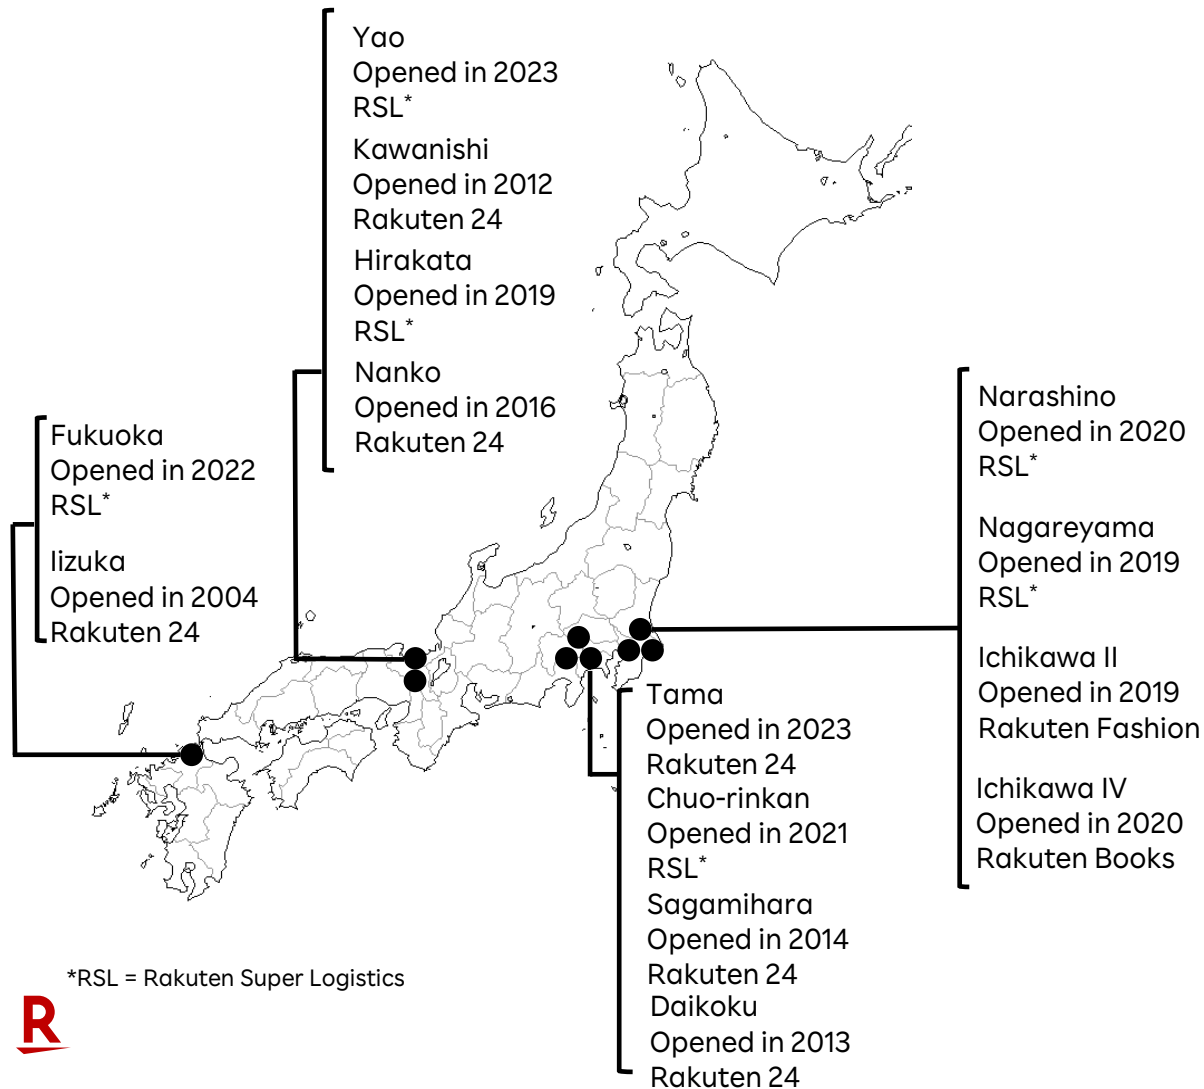 Yao
Opened in 2023
RSL*
Kawanishi
Opened in 2012
Rakuten 24
Hirakata
Opened in 2019
RSL*
Nanko
Opened in 2016
Rakuten 24
Fukuoka
Opened in 2022
RSL*
Iizuka
Opened in 2004
Rakuten 24
Narashino
Opened in 2020
RSL*
Nagareyama
Opened in 2019
RSL*
Ichikawa II
Opened in 2019
Rakuten Fashion
Ichikawa IV
Opened in 2020
Rakuten Books
Tama
Opened in 2023
Rakuten 24
Chuo-rinkan
Opened in 2021
RSL*
Sagamihara
Opened in 2014
Rakuten 24
Daikoku
Opened in 2013
Rakuten 24
*RSL = Rakuten Super Logistics
R